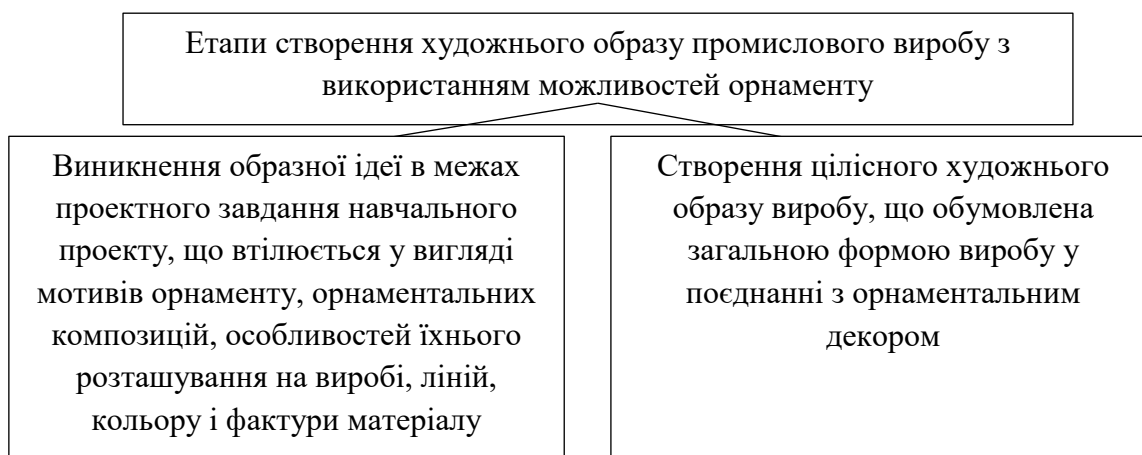 Етапи створення художнього образу промислового виробу з
використанням можливостей орнаменту
Виникнення образної ідеї в межах
проектного завдання навчального
проекту, що втілюється у вигляді
мотивів орнаменту, орнаментальних
композицій, особливостей їхнього
розташування на виробі, ліній,
кольору і фактури матеріалу
Створення цілісного художнього
образу виробу, що обумовлена
загальною формою виробу у
поєднанні з орнаментальним
декором